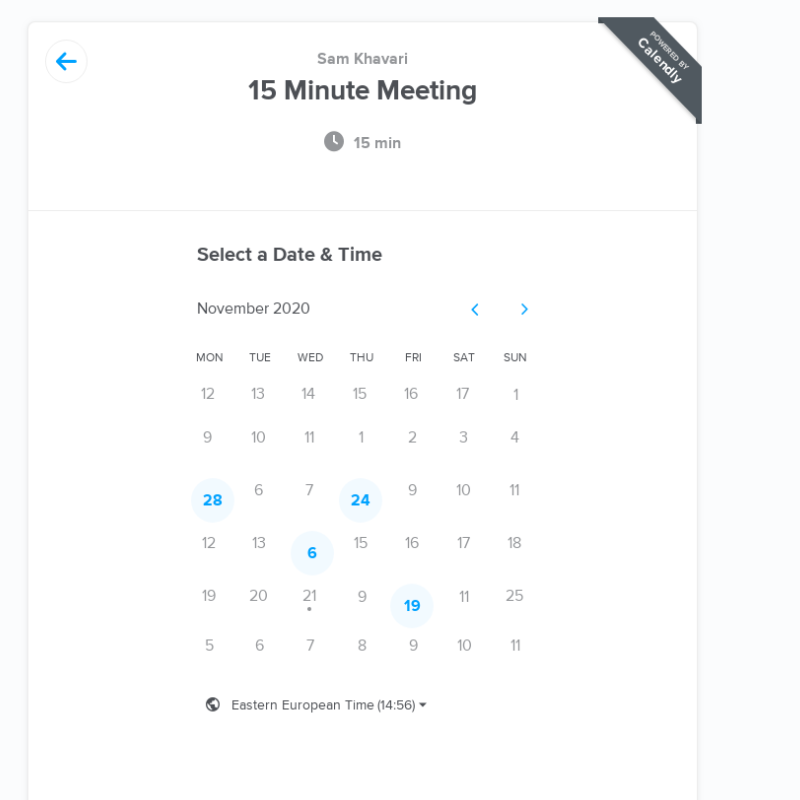 POWERED BY
Calendly
Sam Khavari
15 Minute Meeting
15 min
Select a Date & Time
November 2020
MON TUE WED THU FRI SAT SUN
12 13 14 15 16 17 1
9 10 11 1 2 3 4
28 6 7 24 9 10 11
12 13 6 15 16 17 18
19 20 21 9 19 11 25
5 6 7 8 9 10 11
Eastern European Time (14:56)